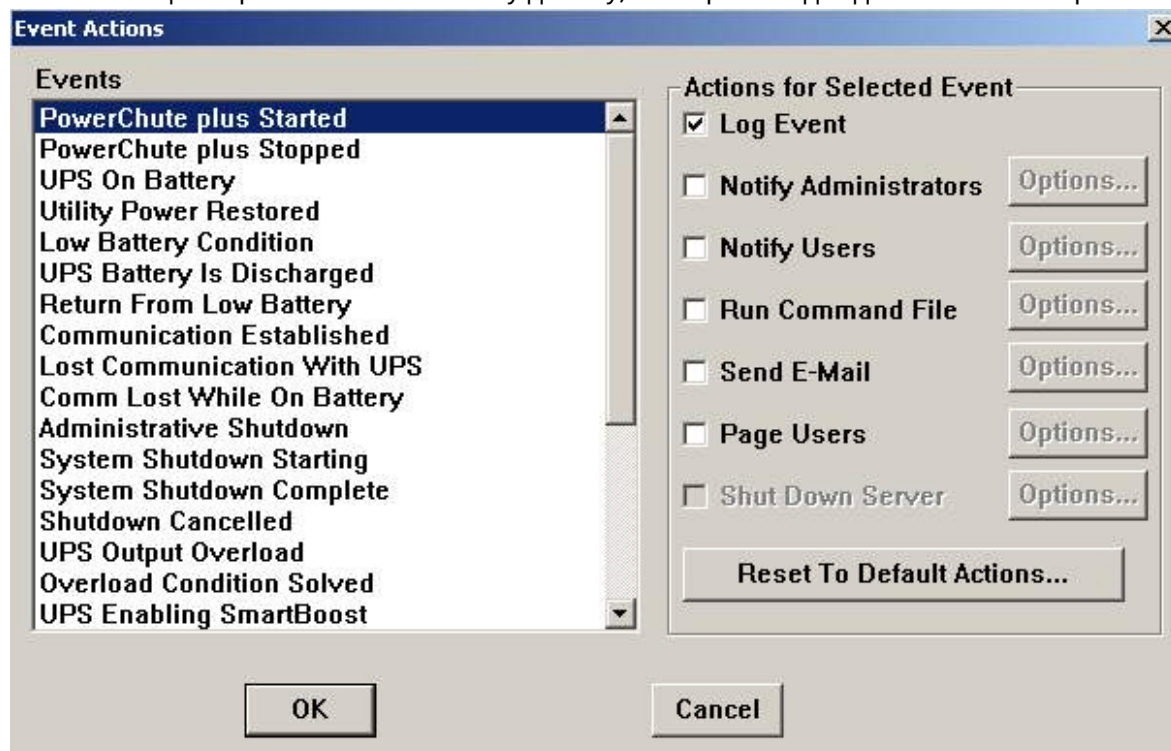 Event Actions
Events
PowerChute plus Started
PowerChute plus Stopped
UPS On Battery
Utility Power Restored
Low Battery Condition
UPS Battery Is Discharged
Return From Low Battery
Communication Established
Lost Communication With UPS
Comm Lost While On Battery
Administrative Shutdown
System Shutdown Starting
System Shutdown Complete
Shutdown Cancelled
UPS Output Overload
Overload Condition Solved
UPS Enabling SmartBoost
Actions for Selected Event
Log Event
Notify Administrators Options...
Notify Users Options...
Run Command File Options...
Send E-Mail Options...
Page Users Options...
Shut Down Server Options...
Reset To Default Actions...
OK Cancel